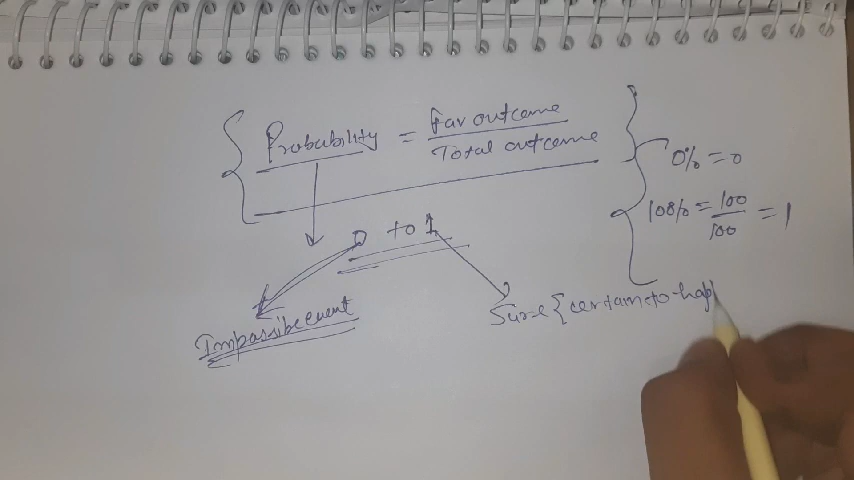 Probability = Fav outcome
Total outcome
0% = 0
100% = 100
100 = 1
0 to 1
Impossible event
Sure {certain to hap